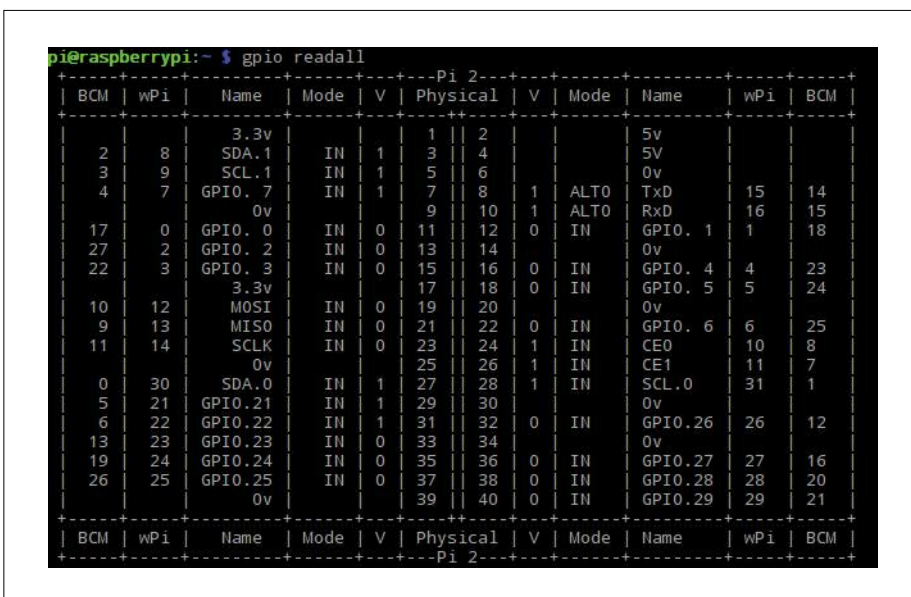 pi@raspberrypi:~ $ gpio readall
+-----+-----+---------+------+---+---Pi 2---+---+------+---------+-----+-----+
| BCM | wPi |   Name  | Mode | V | Physical | V | Mode | Name    | wPi | BCM |
+-----+-----+---------+------+---+----++----+---+------+---------+-----+-----+
|     |     |    3.3v |      |   |  1 || 2  |   |      | 5v      |     |     |
|   2 |   8 |   SDA.1 |   IN | 1 |  3 || 4  |   |      | 5V      |     |     |
|   3 |   9 |   SCL.1 |   IN | 1 |  5 || 6  |   |      | 0v      |     |     |
|   4 |   7 | GPIO. 7 |   IN | 1 |  7 || 8  | 1 | ALT0 | TxD     | 15  | 14  |
|     |     |      0v |      |   |  9 || 10 | 1 | ALT0 | RxD     | 16  | 15  |
|  17 |   0 | GPIO. 0 |   IN | 0 | 11 || 12 | 0 | IN   | GPIO. 1 | 1   | 18  |
|  27 |   2 | GPIO. 2 |   IN | 0 | 13 || 14 |   |      | 0v      |     |     |
|  22 |   3 | GPIO. 3 |   IN | 0 | 15 || 16 | 0 | IN   | GPIO. 4 | 4   | 23  |
|     |     |    3.3v |      |   | 17 || 18 | 0 | IN   | GPIO. 5 | 5   | 24  |
|  10 |  12 |    MOSI |   IN | 0 | 19 || 20 |   |      | 0v      |     |     |
|   9 |  13 |    MISO |   IN | 0 | 21 || 22 | 0 | IN   | GPIO. 6 | 6   | 25  |
|  11 |  14 |    SCLK |   IN | 0 | 23 || 24 | 1 | IN   | CE0     | 10  | 8   |
|     |     |      0v |      |   | 25 || 26 | 1 | IN   | CE1     | 11  | 7   |
|   0 |  30 |   SDA.0 |   IN | 1 | 27 || 28 | 1 | IN   | SCL.0   | 31  | 1   |
|   5 |  21 | GPIO.21 |   IN | 1 | 29 || 30 |   |      | 0v      |     |     |
|   6 |  22 | GPIO.22 |   IN | 1 | 31 || 32 | 0 | IN   | GPIO.26 | 26  | 12  |
|  13 |  23 | GPIO.23 |   IN | 0 | 33 || 34 |   |      | 0v      |     |     |
|  19 |  24 | GPIO.24 |   IN | 0 | 35 || 36 | 0 | IN   | GPIO.27 | 27  | 16  |
|  26 |  25 | GPIO.25 |   IN | 0 | 37 || 38 | 0 | IN   | GPIO.28 | 28  | 20  |
|     |     |      0v |      |   | 39 || 40 | 0 | IN   | GPIO.29 | 29  | 21  |
+-----+-----+---------+------+---+----++----+---+------+---------+-----+-----+
| BCM | wPi |   Name  | Mode | V | Physical | V | Mode | Name    | wPi | BCM |
+-----+-----+---------+------+---+---Pi 2---+---+------+---------+-----+-----+